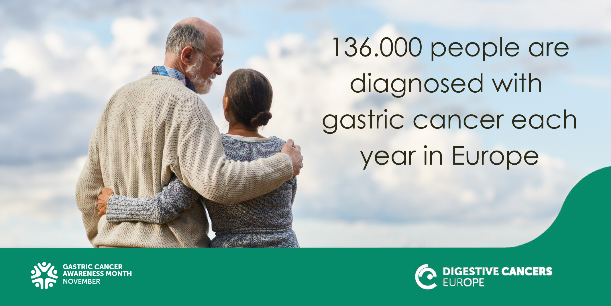 136.000 people are
diagnosed with
gastric cancer each
year in Europe
GASTRIC CANCER
AWARENESS MONTH
NOVEMBER
DIGESTIVE CANCERS
EUROPE